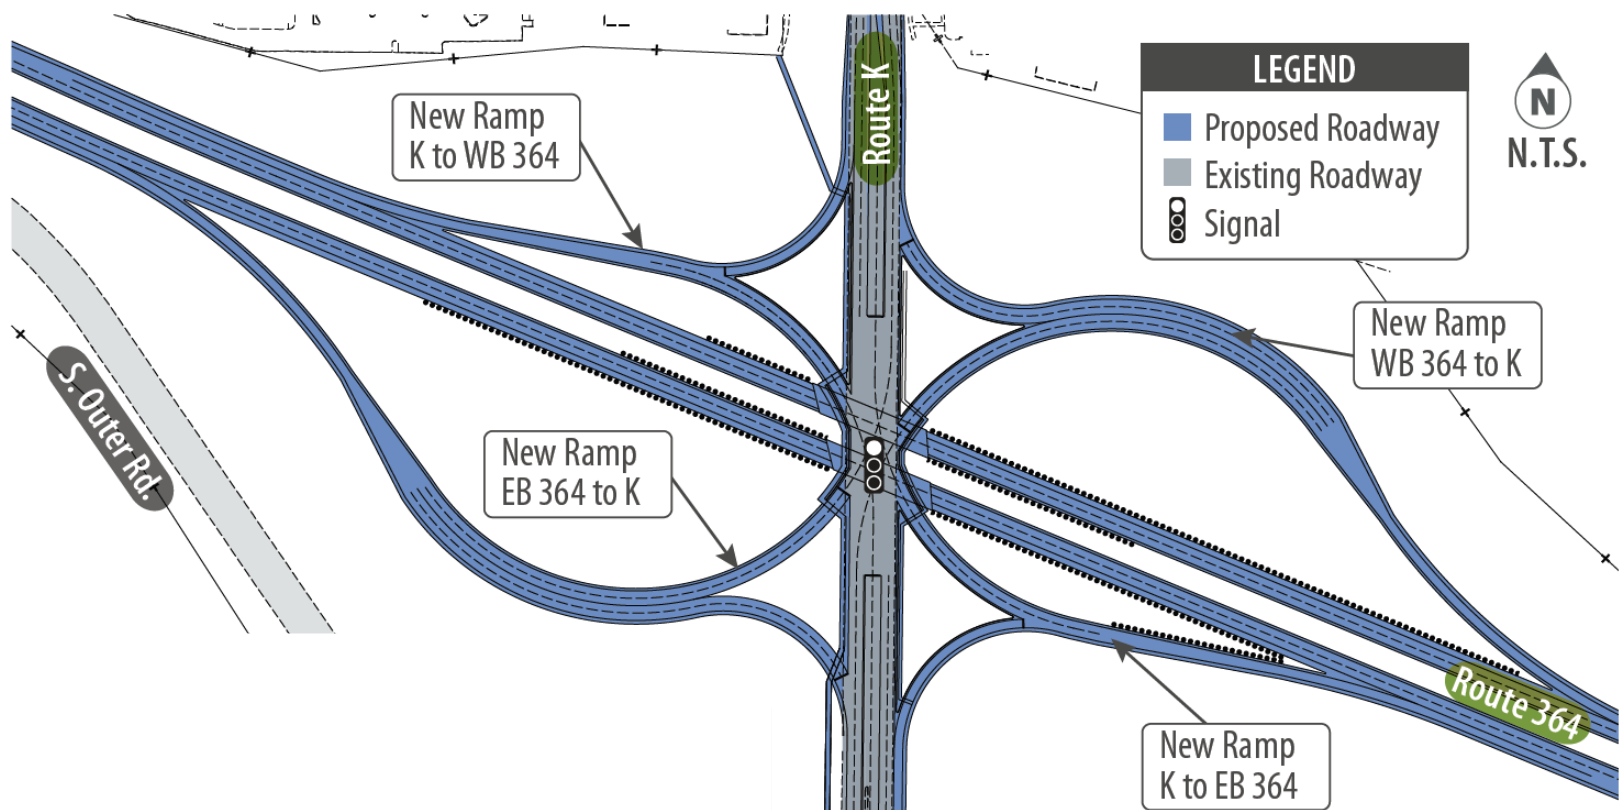 New Ramp
K to WB 364
Route K
LEGEND
Proposed Roadway
Existing Roadway
Signal
N
N.T.S.
New Ramp
WB 364 to K
S. Outer Rd.
New Ramp
EB 364 to K
Route 364
New Ramp
K to EB 364